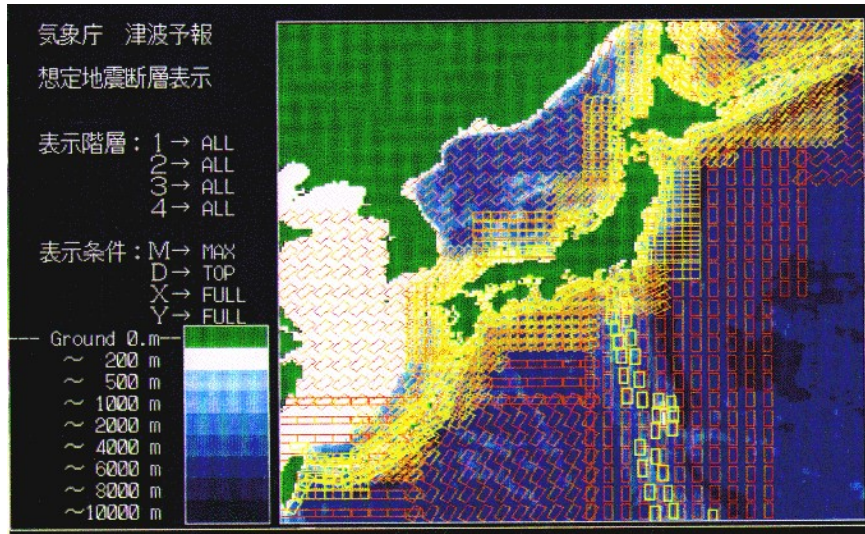 気象庁 津波予報
想定地震断層表示
表示階層:1→ ALL
2→ ALL
3→ ALL
4→ ALL
表示条件:M→ MAX
D→ TOP
X→ FULL
Y→ FULL
--- Ground 0.m--
~ 200 m
~ 500 m
~ 1000 m
~ 2000 m
~ 4000 m
~ 6000 m
~ 8000 m
~10000 m